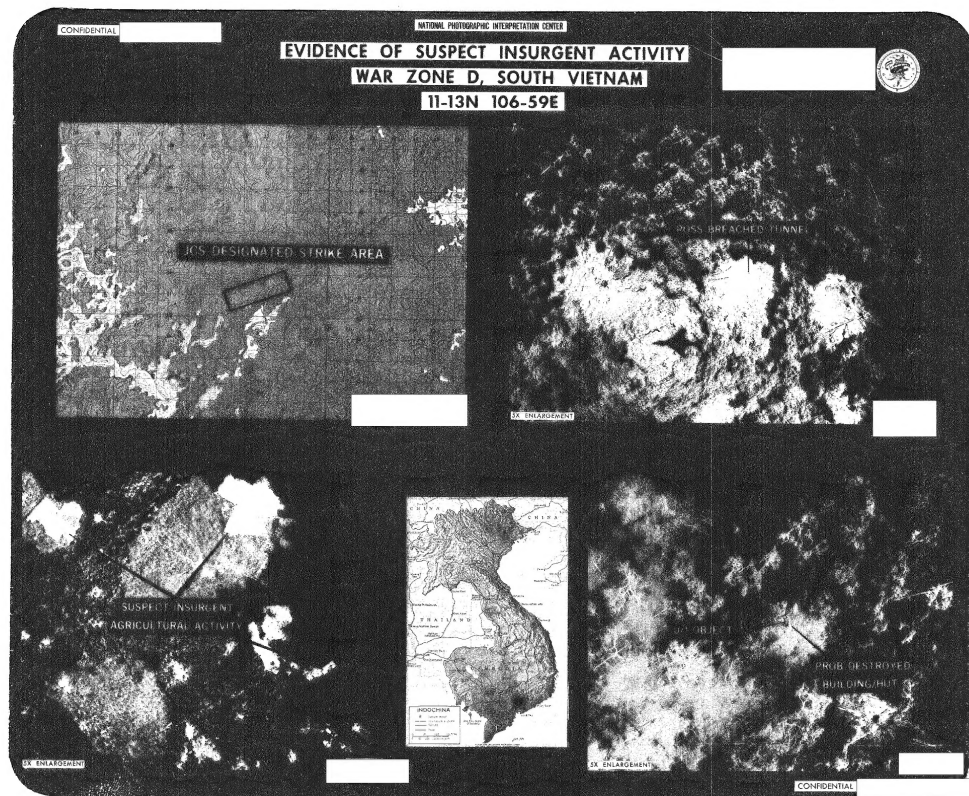 NATIONAL PHOTOGRAPHIC INTERPRETATION CENTER
CONFIDENTIAL
EVIDENCE OF SUSPECT INSURGENT ACTIVITY
WAR ZONE D, SOUTH VIETNAM
11-13N 106-59E
JCS DESIGNATED STRIKE AREA
POSS BREACHED TUNNEL
5X ENLARGEMENT
SUSPECT INSURGENT
AGRICULTURAL ACTIVITY
5X ENLARGEMENT
CHINA
CHINA
THAILAND
INDOCHINA
OBJECT
PROB DESTROYED
BUILDING/HUT
5X ENLARGEMENT
CONFIDENTIAL